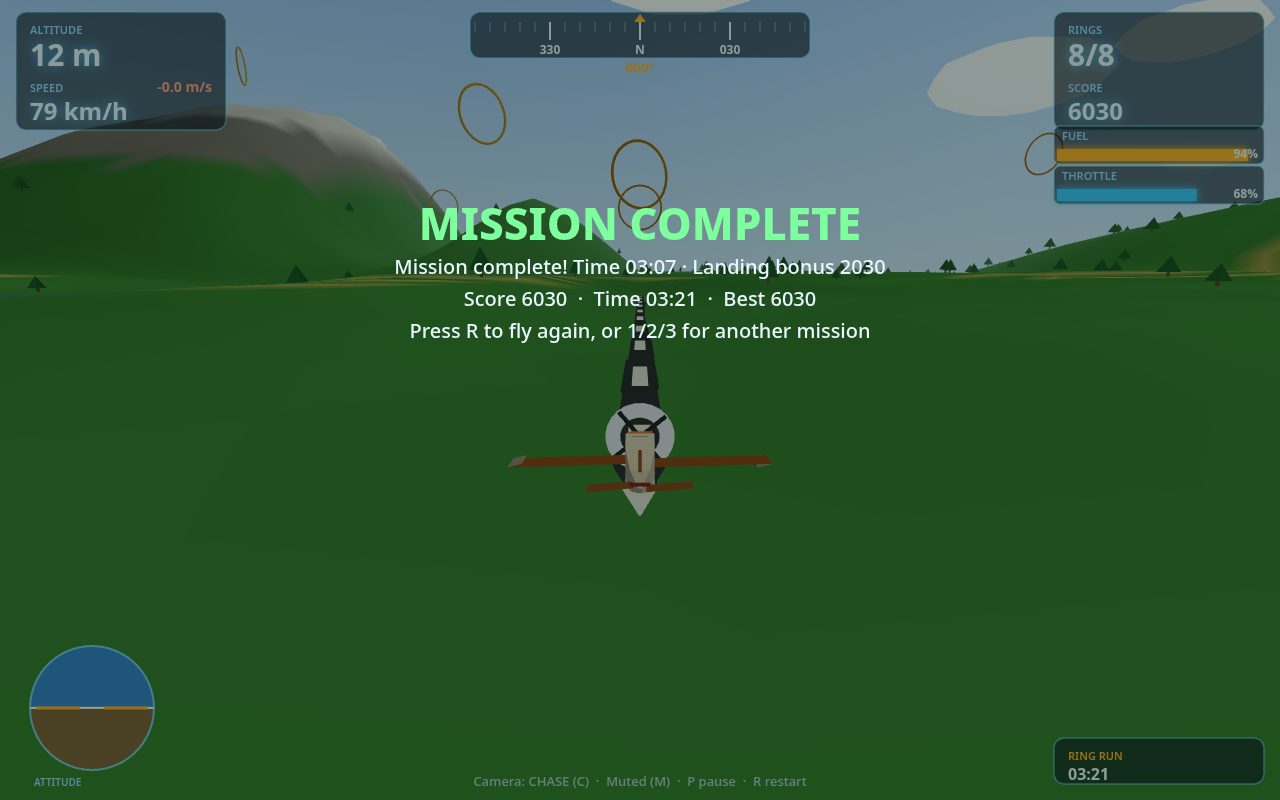 ALTITUDE
12 m
SPEED
-0.0 m/s
79 km/h
330
N
030
000°
RINGS
8/8
SCORE
6030
FUEL
94%
THROTTLE
68%
MISSION COMPLETE
Mission complete! Time 03:07 · Landing bonus 2030
Score 6030 · Time 03:21 · Best 6030
Press R to fly again, or 1/2/3 for another mission
ATTITUDE
Camera: CHASE (C) · Muted (M) · P pause · R restart
RING RUN
03:21